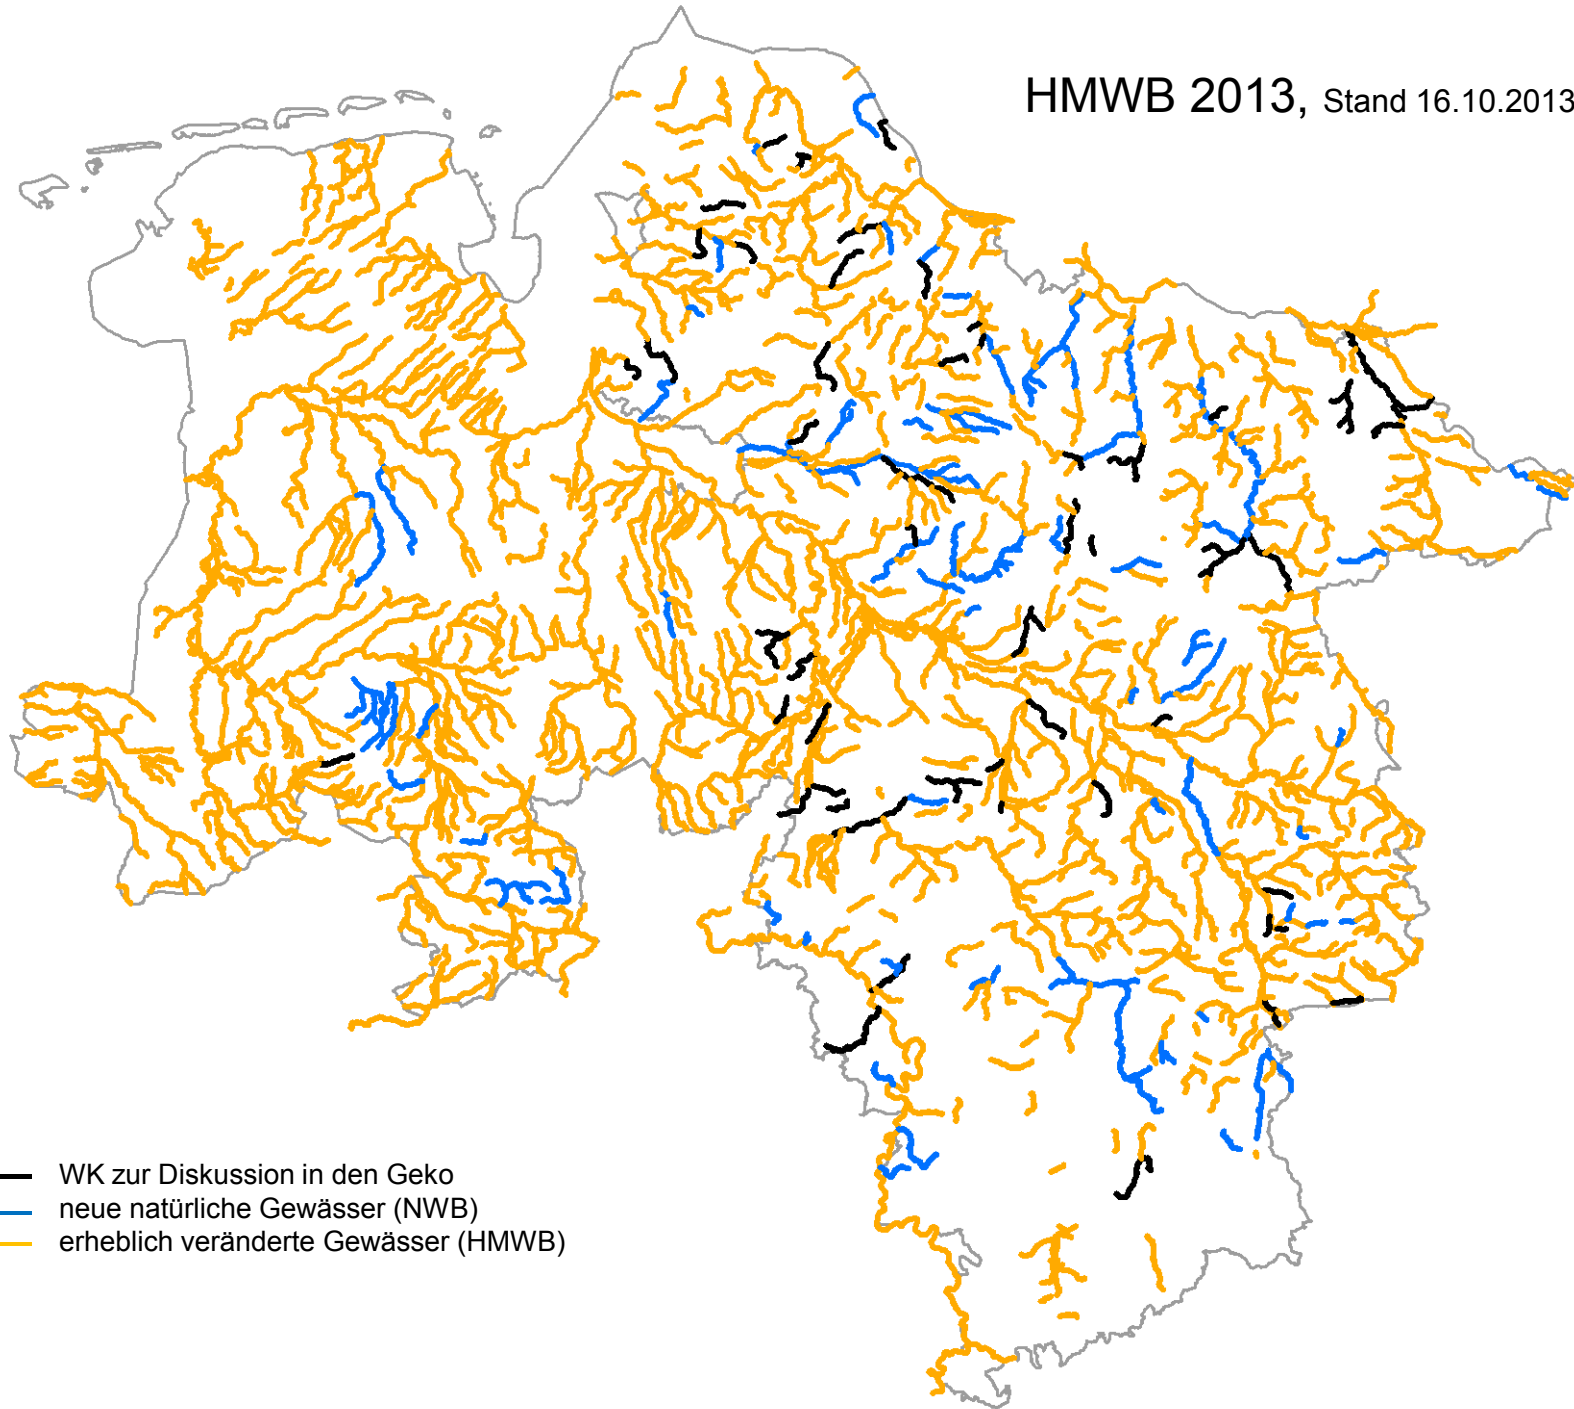 HMWB 2013, Stand 16.10.2013
WK zur Diskussion in den Geko
neue natürliche Gewässer (NWB)
erheblich veränderte Gewässer (HMWB)